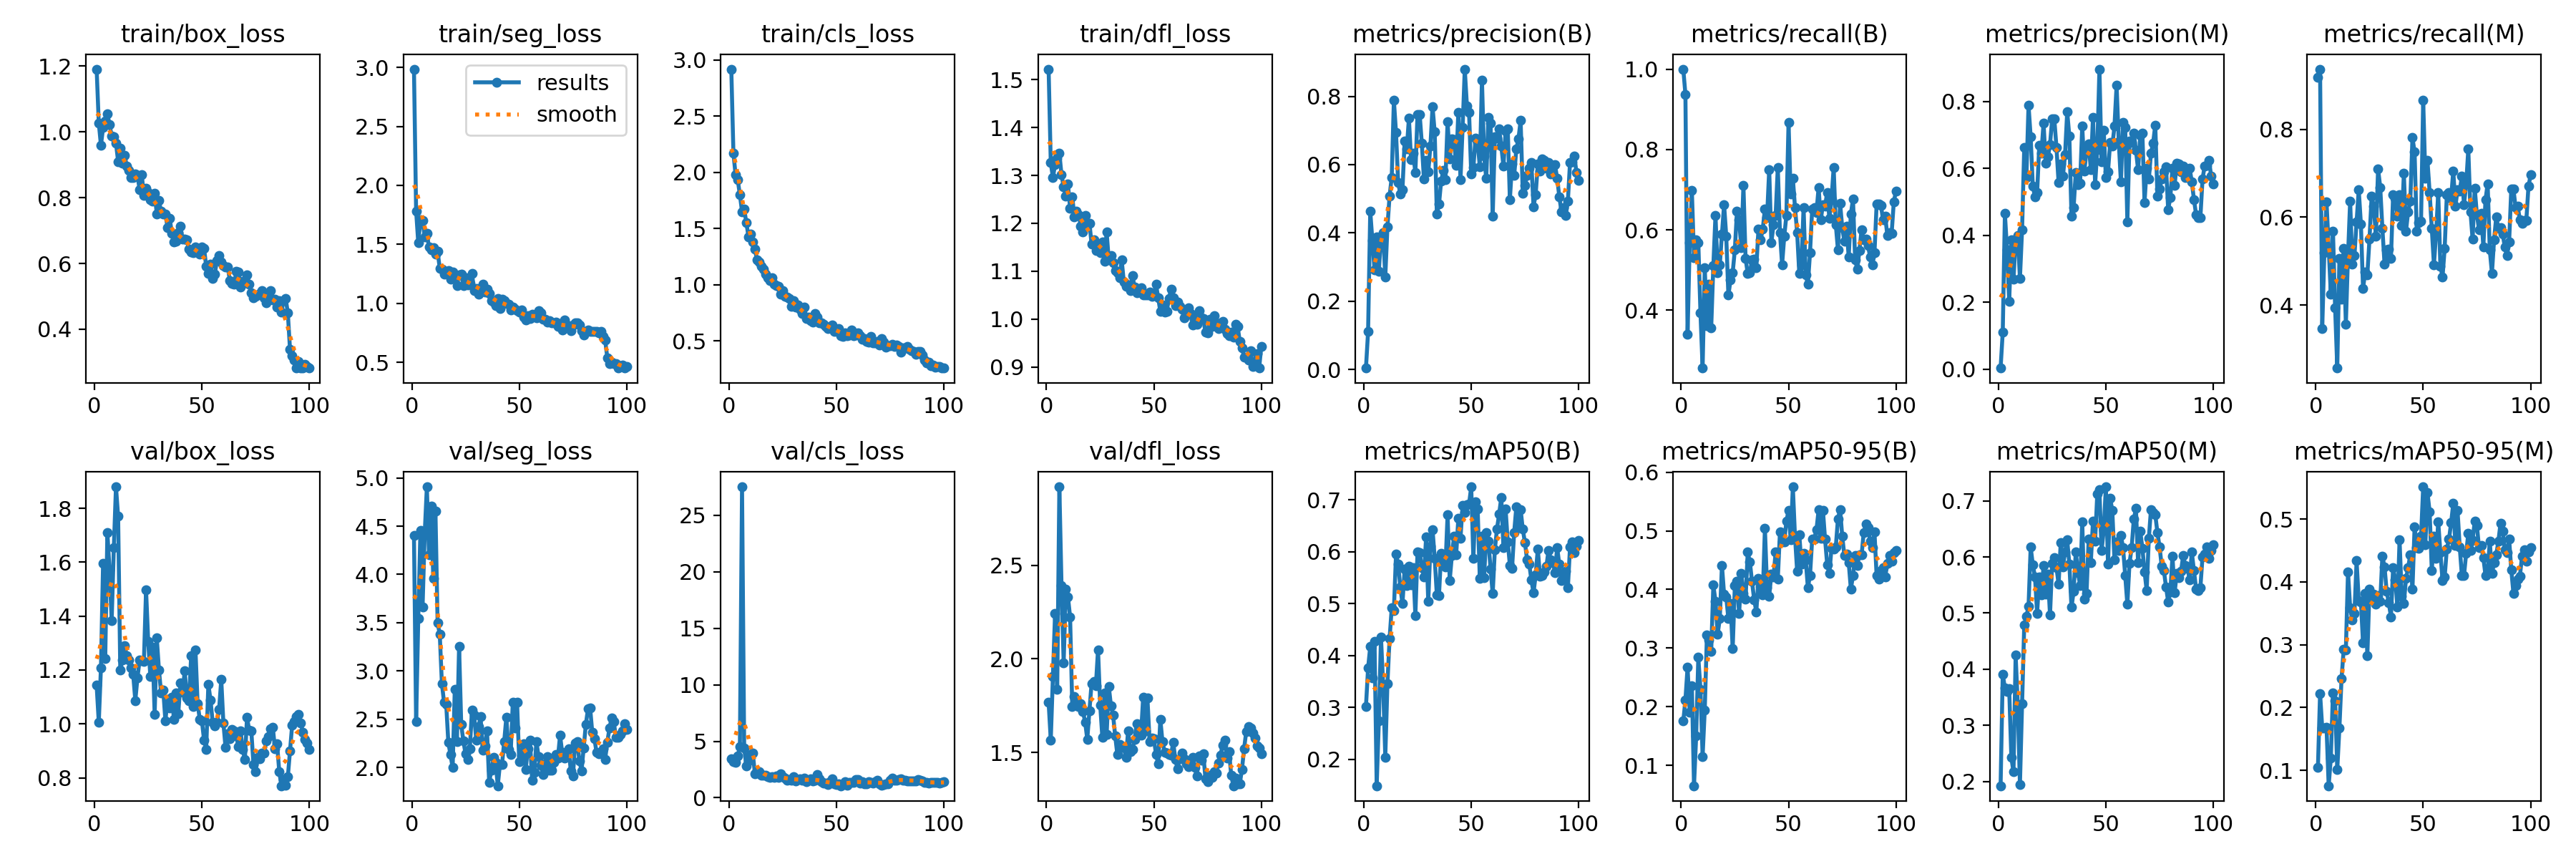 train/box_loss
train/seg_loss
train/cls_loss
train/dfl_loss
metrics/precision(B)
metrics/recall(B)
metrics/precision(M)
metrics/recall(M)
1.2
1.0
0.8
0.6
0.4
0 50 100
3.0
2.5
2.0
1.5
1.0
0.5
results
smooth
0 50 100
3.0
2.5
2.0
1.5
1.0
0.5
0 50 100
1.5
1.4
1.3
1.2
1.1
1.0
0.9
0 50 100
0.8
0.6
0.4
0.2
0.0
0 50 100
1.0
0.8
0.6
0.4
0 50 100
0.8
0.6
0.4
0.2
0.0
0 50 100
0.8
0.6
0.4
0 50 100
val/box_loss
val/seg_loss
val/cls_loss
val/dfl_loss
metrics/mAP50(B)
metrics/mAP50-95(B)
metrics/mAP50(M)
metrics/mAP50-95(M)
1.8
1.6
1.4
1.2
1.0
0.8
0 50 100
5.0
4.5
4.0
3.5
3.0
2.5
2.0
0 50 100
25
20
15
10
5
0
0 50 100
2.5
2.0
1.5
0 50 100
0.7
0.6
0.5
0.4
0.3
0.2
0 50 100
0.6
0.5
0.4
0.3
0.2
0.1
0 50 100
0.7
0.6
0.5
0.4
0.3
0.2
0 50 100
0.5
0.4
0.3
0.2
0.1
0 50 100